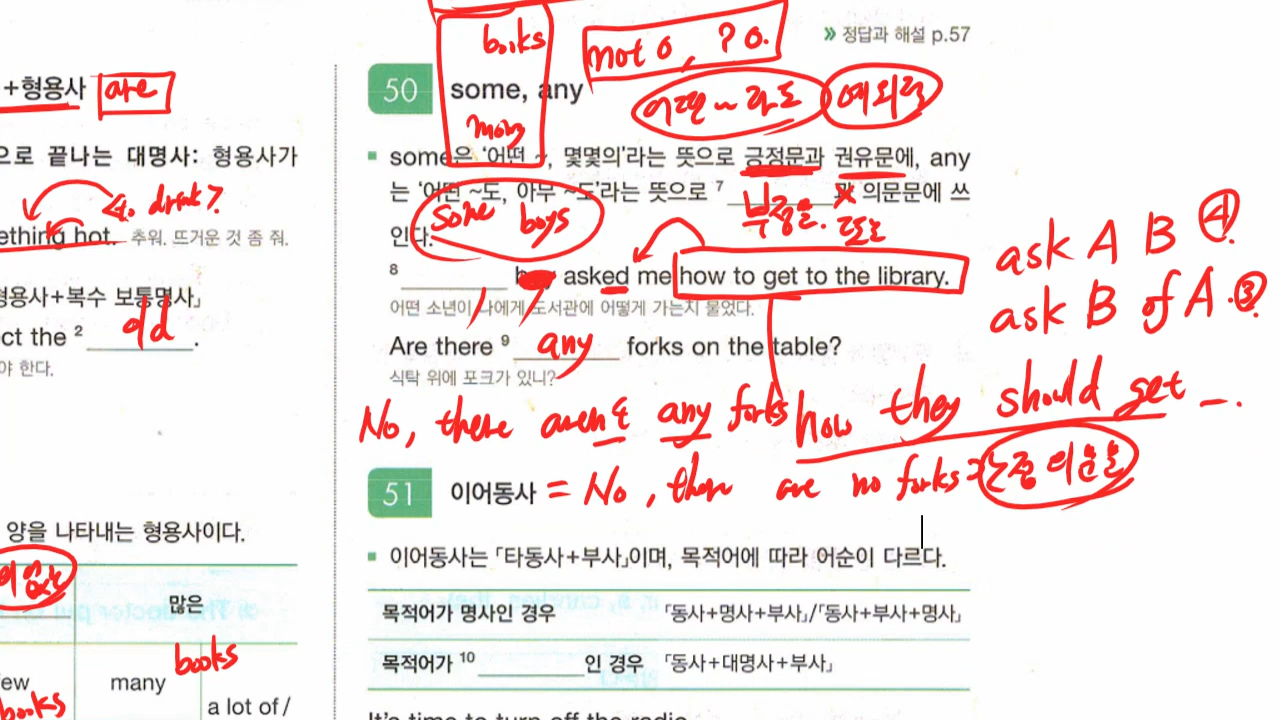 +형용사 are
으로 끝나는 대명사: 형용사가
to drink?
ething hot. 추워. 뜨거운 것 좀 줘.
형용사+복수 보통명사」
ct the 2 old.
야 한다.
양을 나타내는 형용사이다.
많은
books
ew many
books a lot of /
» 정답과 해설 p.57
books not o, ? o.
50 some, any
어떤 ~ 라도 예외로
▪ some은 '어떤 ~, 몇몇의'라는 뜻으로 긍정문과 권유문에, any
는 '어떤 ~도, 아무 ~도'라는 뜻으로 7 ________ 의문문에 쓰
인다.
some boys 또는
8 ________ asked me how to get to the library.
어떤 소년이 나에게 도서관에 어떻게 가는지 물었다.
ask A B ④.
ask B of A. ③.
Are there 9 any forks on the table?
식탁 위에 포크가 있니?
how they should get
No, there aren't any forks
51 이어동사 = No, there are no forks
▪ 이어동사는 「타동사+부사」이며, 목적어에 따라 어순이 다르다.
목적어가 명사인 경우 「동사+명사+부사」/「동사+부사+명사」
목적어가 10 ________ 인 경우 「동사+대명사+부사」
It's time to turn off the radio.